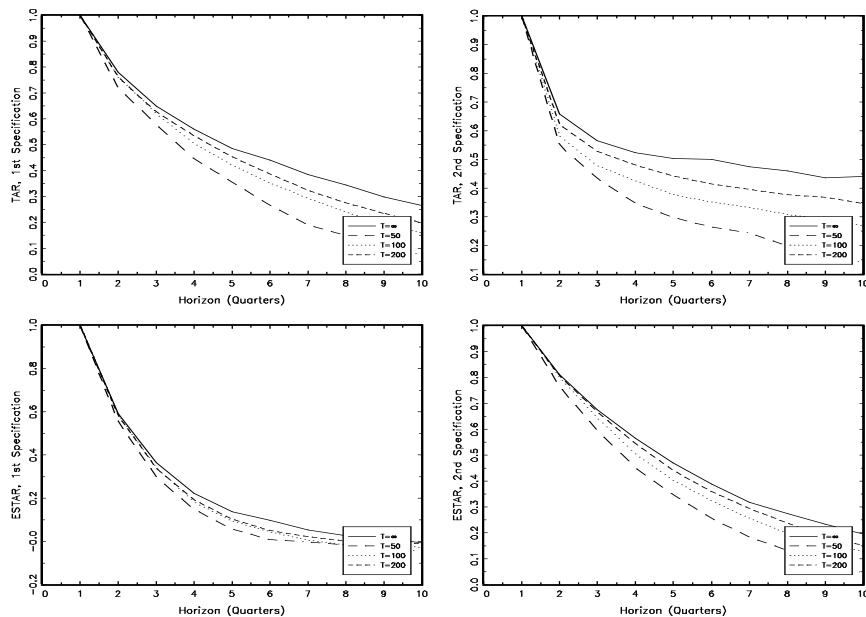 TAR, 1st Specification
1.0
0.9
0.8
0.7
0.6
0.5
0.4
0.3
0.2
0.1
0.0
T=∞
T=50
T=100
T=200
0 1 2 3 4 5 6 7 8 9 10
Horizon (Quarters)
TAR, 2nd Specification
1.0
0.9
0.8
0.7
0.6
0.5
0.4
0.3
0.2
0.1
T=∞
T=50
T=100
T=200
0 1 2 3 4 5 6 7 8 9 10
Horizon (Quarters)
ESTAR, 1st Specification
1.0
0.8
0.6
0.4
0.2
-0.0
-0.2
T=∞
T=50
T=100
T=200
0 1 2 3 4 5 6 7 8 9 10
Horizon (Quarters)
ESTAR, 2nd Specification
1.0
0.9
0.8
0.7
0.6
0.5
0.4
0.3
0.2
0.1
0.0
T=∞
T=50
T=100
T=200
0 1 2 3 4 5 6 7 8 9 10
Horizon (Quarters)